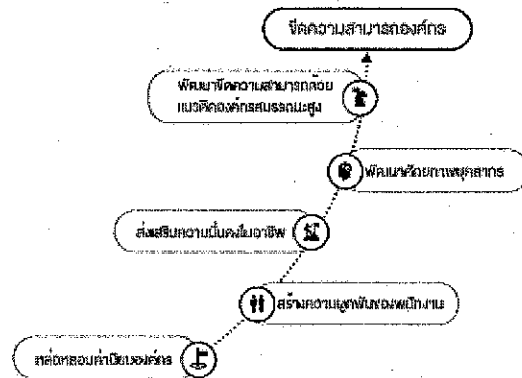 ขีดความสามารถองค์กร
พัฒนาขีดความสามารถด้วย
แนวคิดองค์กรสมรรถนะสูง
พัฒนาศักยภาพบุคลากร
ส่งเสริมความมั่นคงในอาชีพ
สร้างความผูกพันของพนักงาน
หล่อหลอมค่านิยมองค์กร